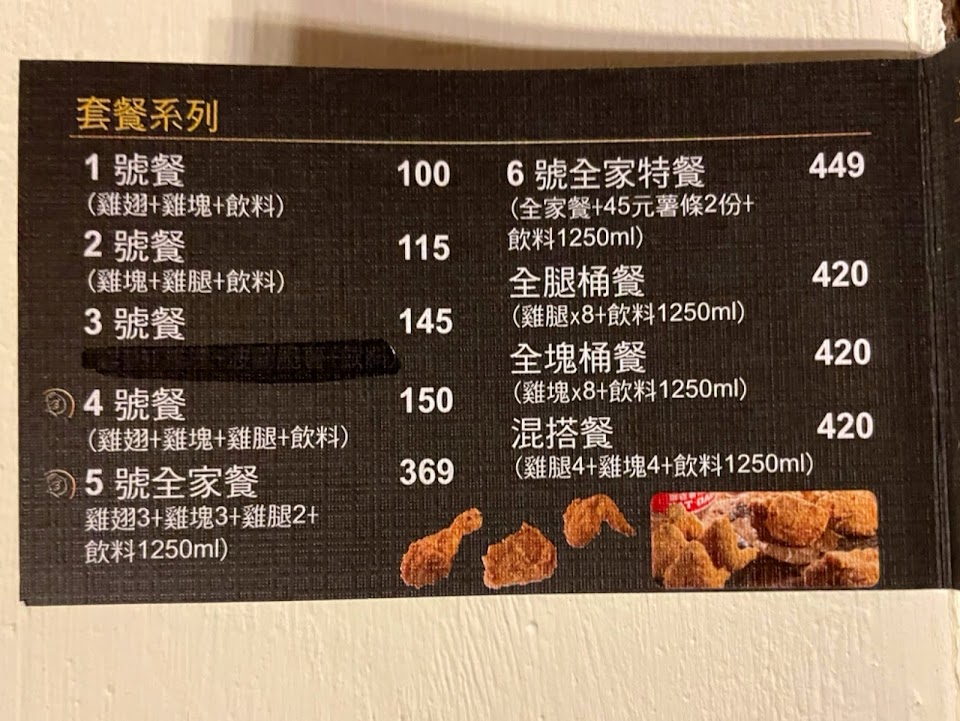 套餐系列
1 號餐 100
(雞翅+雞塊+飲料)
2 號餐 115
(雞塊+雞腿+飲料)
3 號餐 145
4 號餐 150
(雞翅+雞塊+雞腿+飲料)
5 號全家餐 369
雞翅3+雞塊3+雞腿2+
飲料1250ml)
6 號全家特餐 449
(全家餐+45元薯條2份+
飲料1250ml)
全腿桶餐 420
(雞腿x8+飲料1250ml)
全塊桶餐 420
(雞塊x8+飲料1250ml)
混搭餐 420
(雞腿4+雞塊4+飲料1250ml)